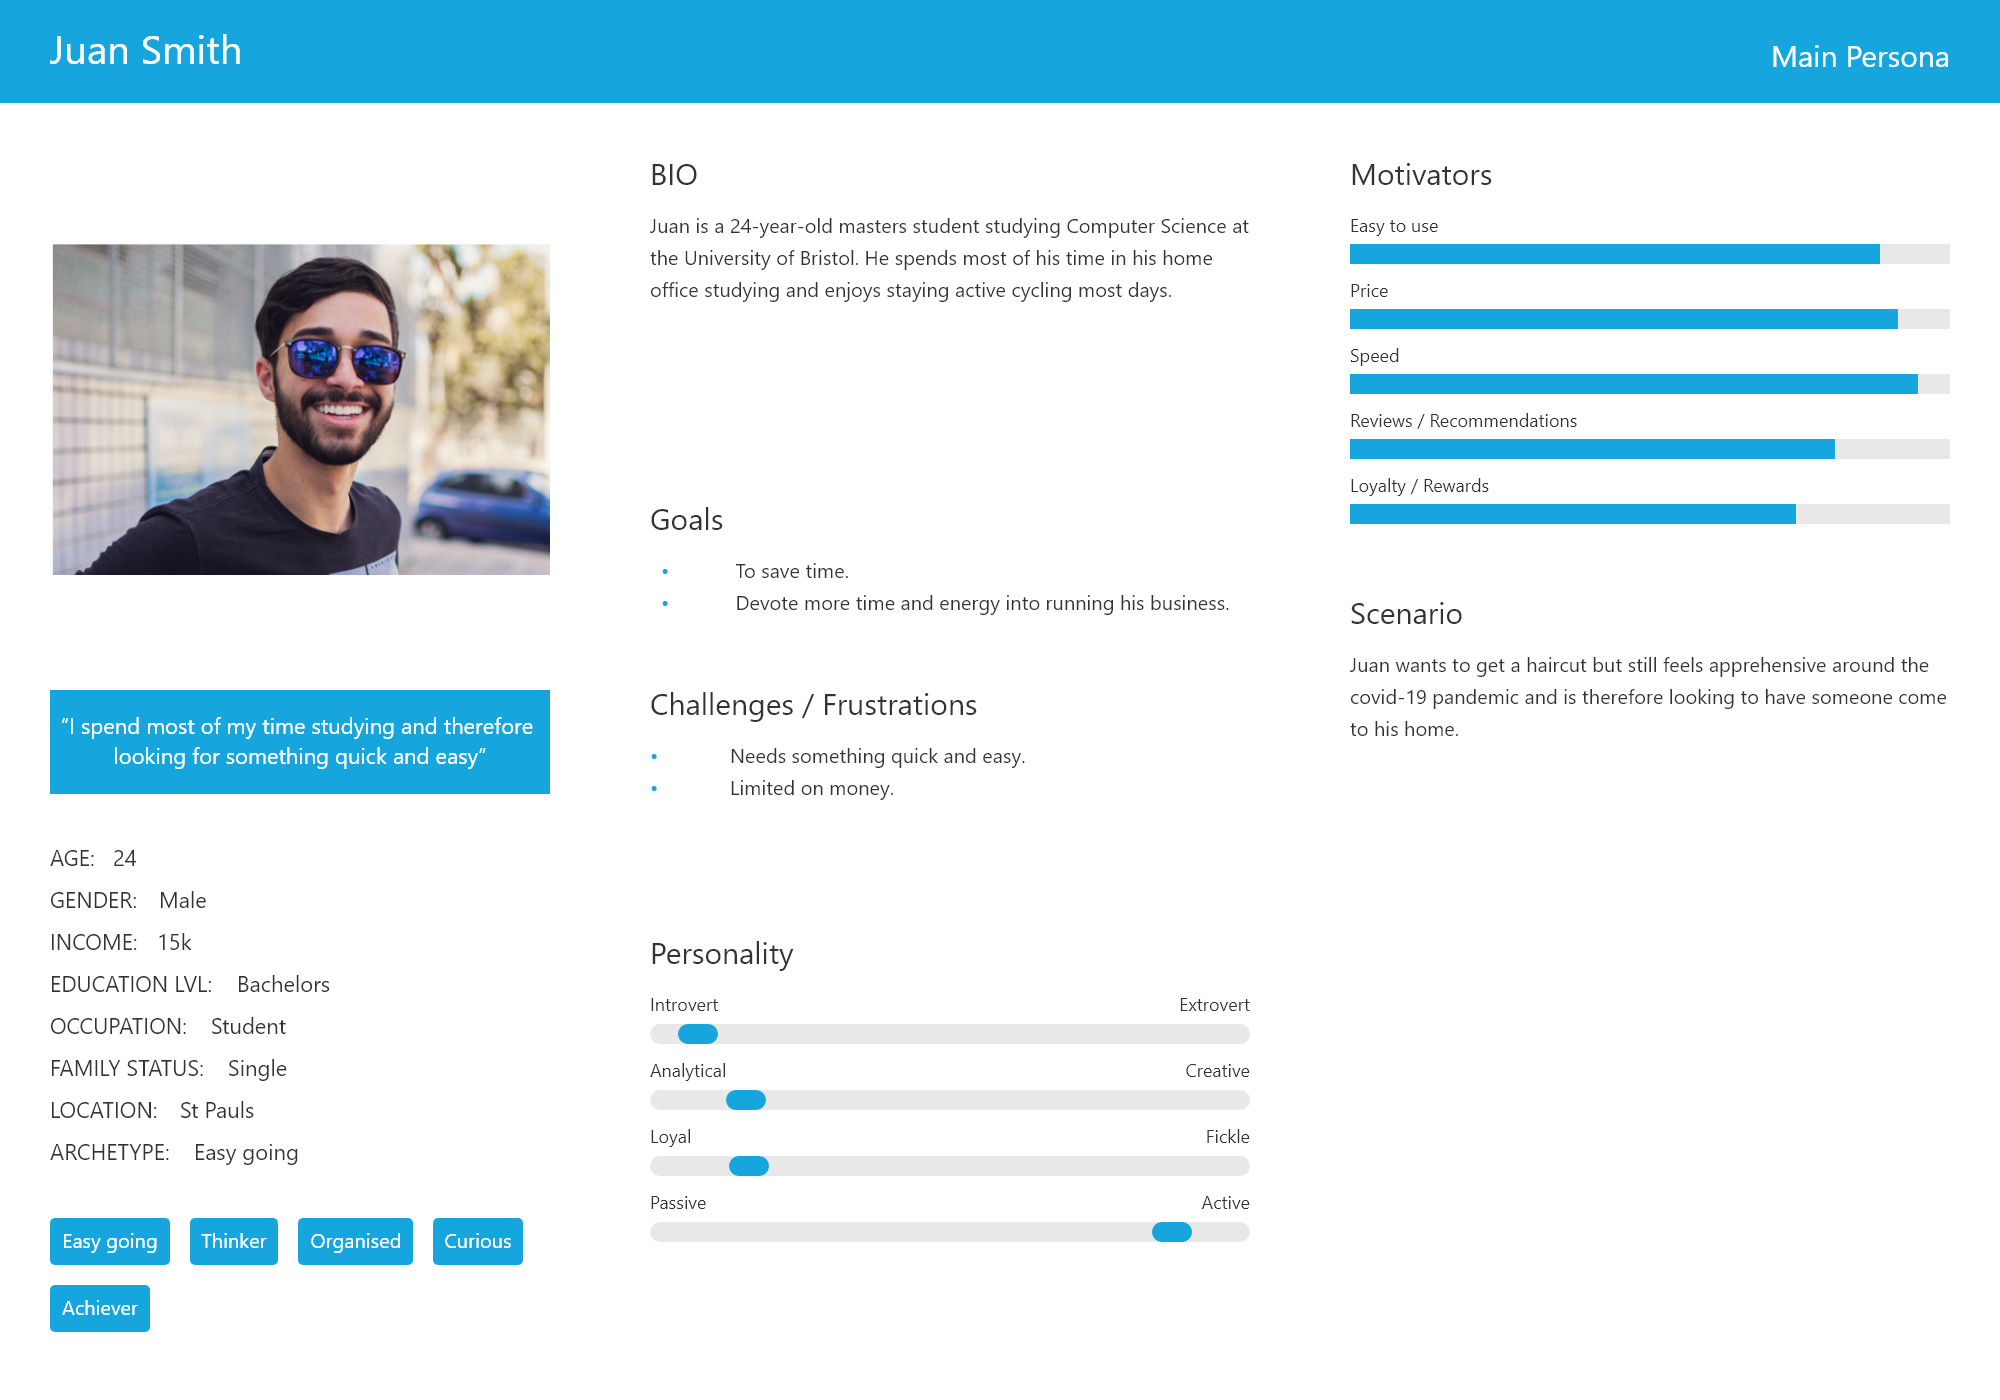 Juan Smith
Main Persona
“I spend most of my time studying and therefore
looking for something quick and easy”
AGE: 24
GENDER: Male
INCOME: 15k
EDUCATION LVL: Bachelors
OCCUPATION: Student
FAMILY STATUS: Single
LOCATION: St Pauls
ARCHETYPE: Easy going
Easy going Thinker Organised Curious
Achiever
BIO
Juan is a 24-year-old masters student studying Computer Science at
the University of Bristol. He spends most of his time in his home
office studying and enjoys staying active cycling most days.
Goals
• To save time.
• Devote more time and energy into running his business.
Challenges / Frustrations
• Needs something quick and easy.
• Limited on money.
Personality
Introvert Extrovert
Analytical Creative
Loyal Fickle
Passive Active
Motivators
Easy to use
Price
Speed
Reviews / Recommendations
Loyalty / Rewards
Scenario
Juan wants to get a haircut but still feels apprehensive around the
covid-19 pandemic and is therefore looking to have someone come
to his home.